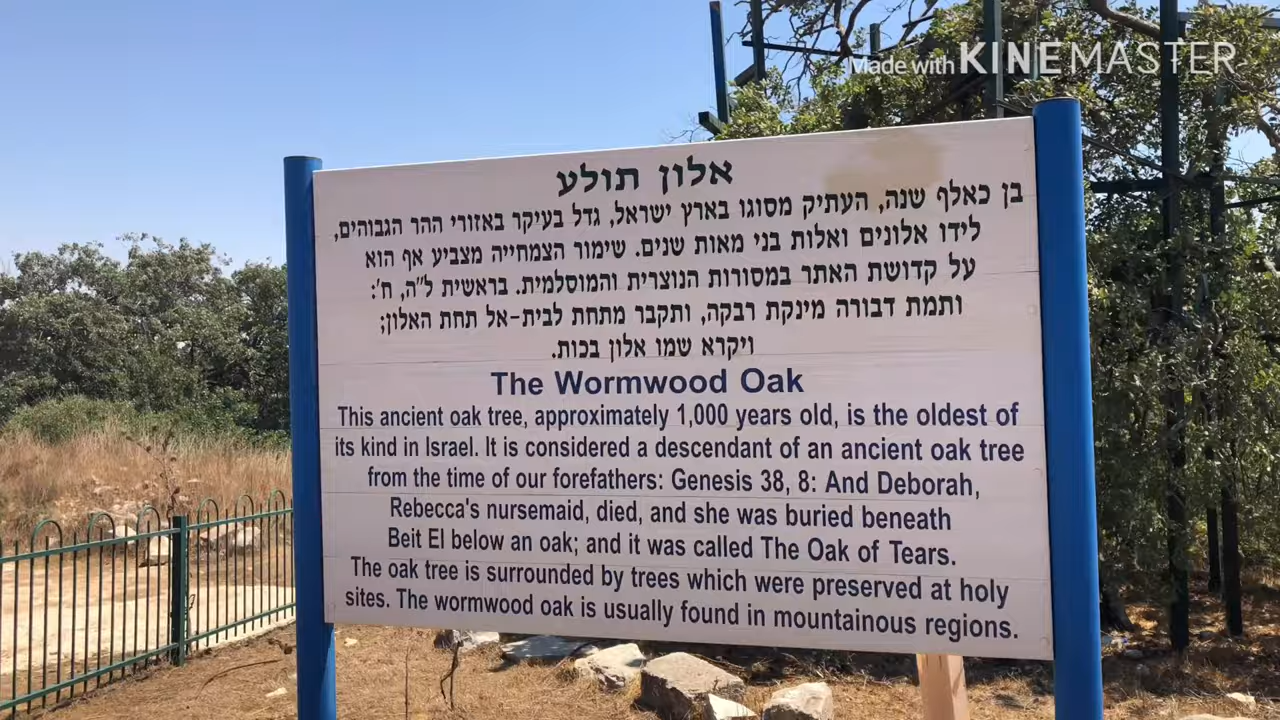 Made with KINEMASTER
אלון תולע
בן כאלף שנה, העתיק מסוגו בארץ ישראל, גדל בעיקר באזורי ההר הגבוהים,
לידו אלונים ואלות בני מאות שנים. שימור הצמחייה מצביע אף הוא
על קדושת האתר במסורות הנוצרית והמוסלמית. בראשית ל"ה, ח':
ותמת דבורה מינקת רבקה, ותקבר מתחת לבית-אל תחת האלון;
ויקרא שמו אלון בכות.
The Wormwood Oak
This ancient oak tree, approximately 1,000 years old, is the oldest of
its kind in Israel. It is considered a descendant of an ancient oak tree
from the time of our forefathers: Genesis 38, 8: And Deborah,
Rebecca's nursemaid, died, and she was buried beneath
Beit El below an oak; and it was called The Oak of Tears.
The oak tree is surrounded by trees which were preserved at holy
sites. The wormwood oak is usually found in mountainous regions.